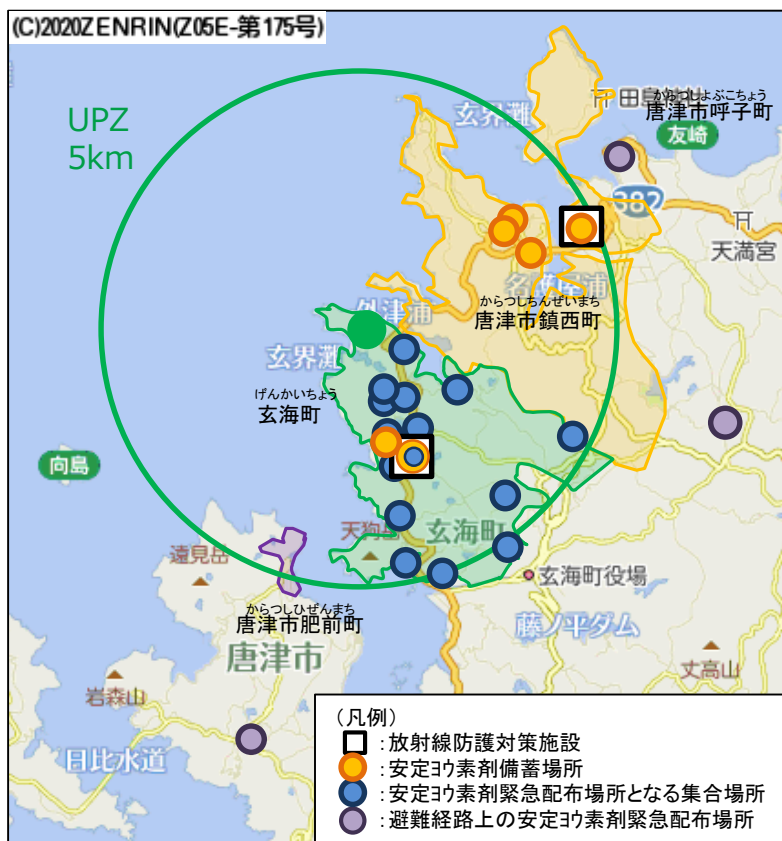 (C)2020ZENRIN(Z05E-第175号)
UPZ
5km
玄界灘
からつしよぶこちょう
唐津市呼子町
友崎
382
天満宮
名護屋浦
からつしちんぜいまち
唐津市鎮西町
外津浦
玄界灘
げんかいちょう
玄海町
向島
天狗岳
玄海町
遠見岳
玄海町役場
からつしひぜんまち
唐津市肥前町
唐津市
藤ノ平ダム
丈高山
岩森山
日比水道
(凡例)
:放射線防護対策施設
:安定ヨウ素剤備蓄場所
:安定ヨウ素剤緊急配布場所となる集合場所
:避難経路上の安定ヨウ素剤緊急配布場所